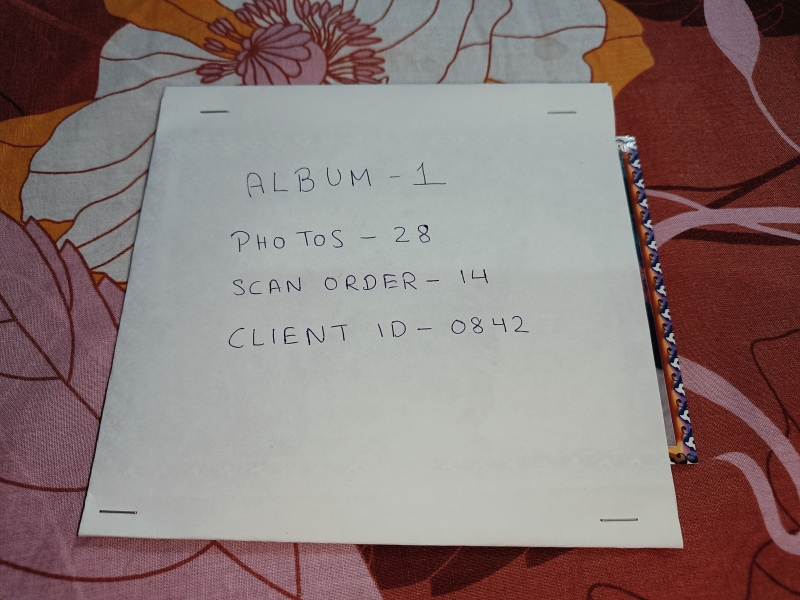 ALBUM - 1
PHOTOS - 28
SCAN ORDER - 14
CLIENT ID - 0842